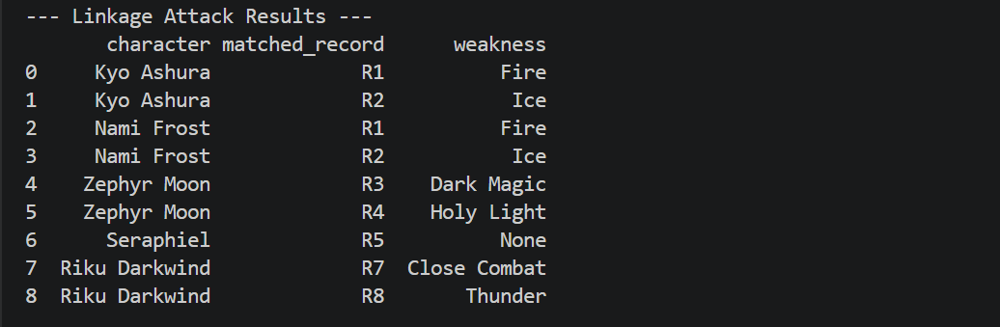 --- Linkage Attack Results ---
character matched_record weakness
0 Kyo Ashura R1 Fire
1 Kyo Ashura R2 Ice
2 Nami Frost R1 Fire
3 Nami Frost R2 Ice
4 Zephyr Moon R3 Dark Magic
5 Zephyr Moon R4 Holy Light
6 Seraphiel R5 None
7 Riku Darkwind R7 Close Combat
8 Riku Darkwind R8 Thunder